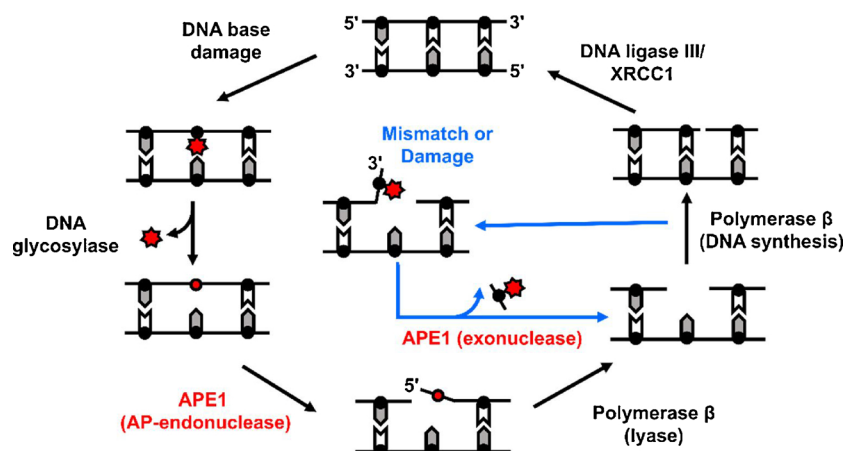 DNA base
damage
5'
3'
3'
5'
DNA ligase III/
XRCC1
Mismatch or
Damage
3'
DNA
glycosylase
Polymerase β
(DNA synthesis)
APE1 (exonuclease)
APE1
(AP-endonuclease)
5'
Polymerase β
(lyase)